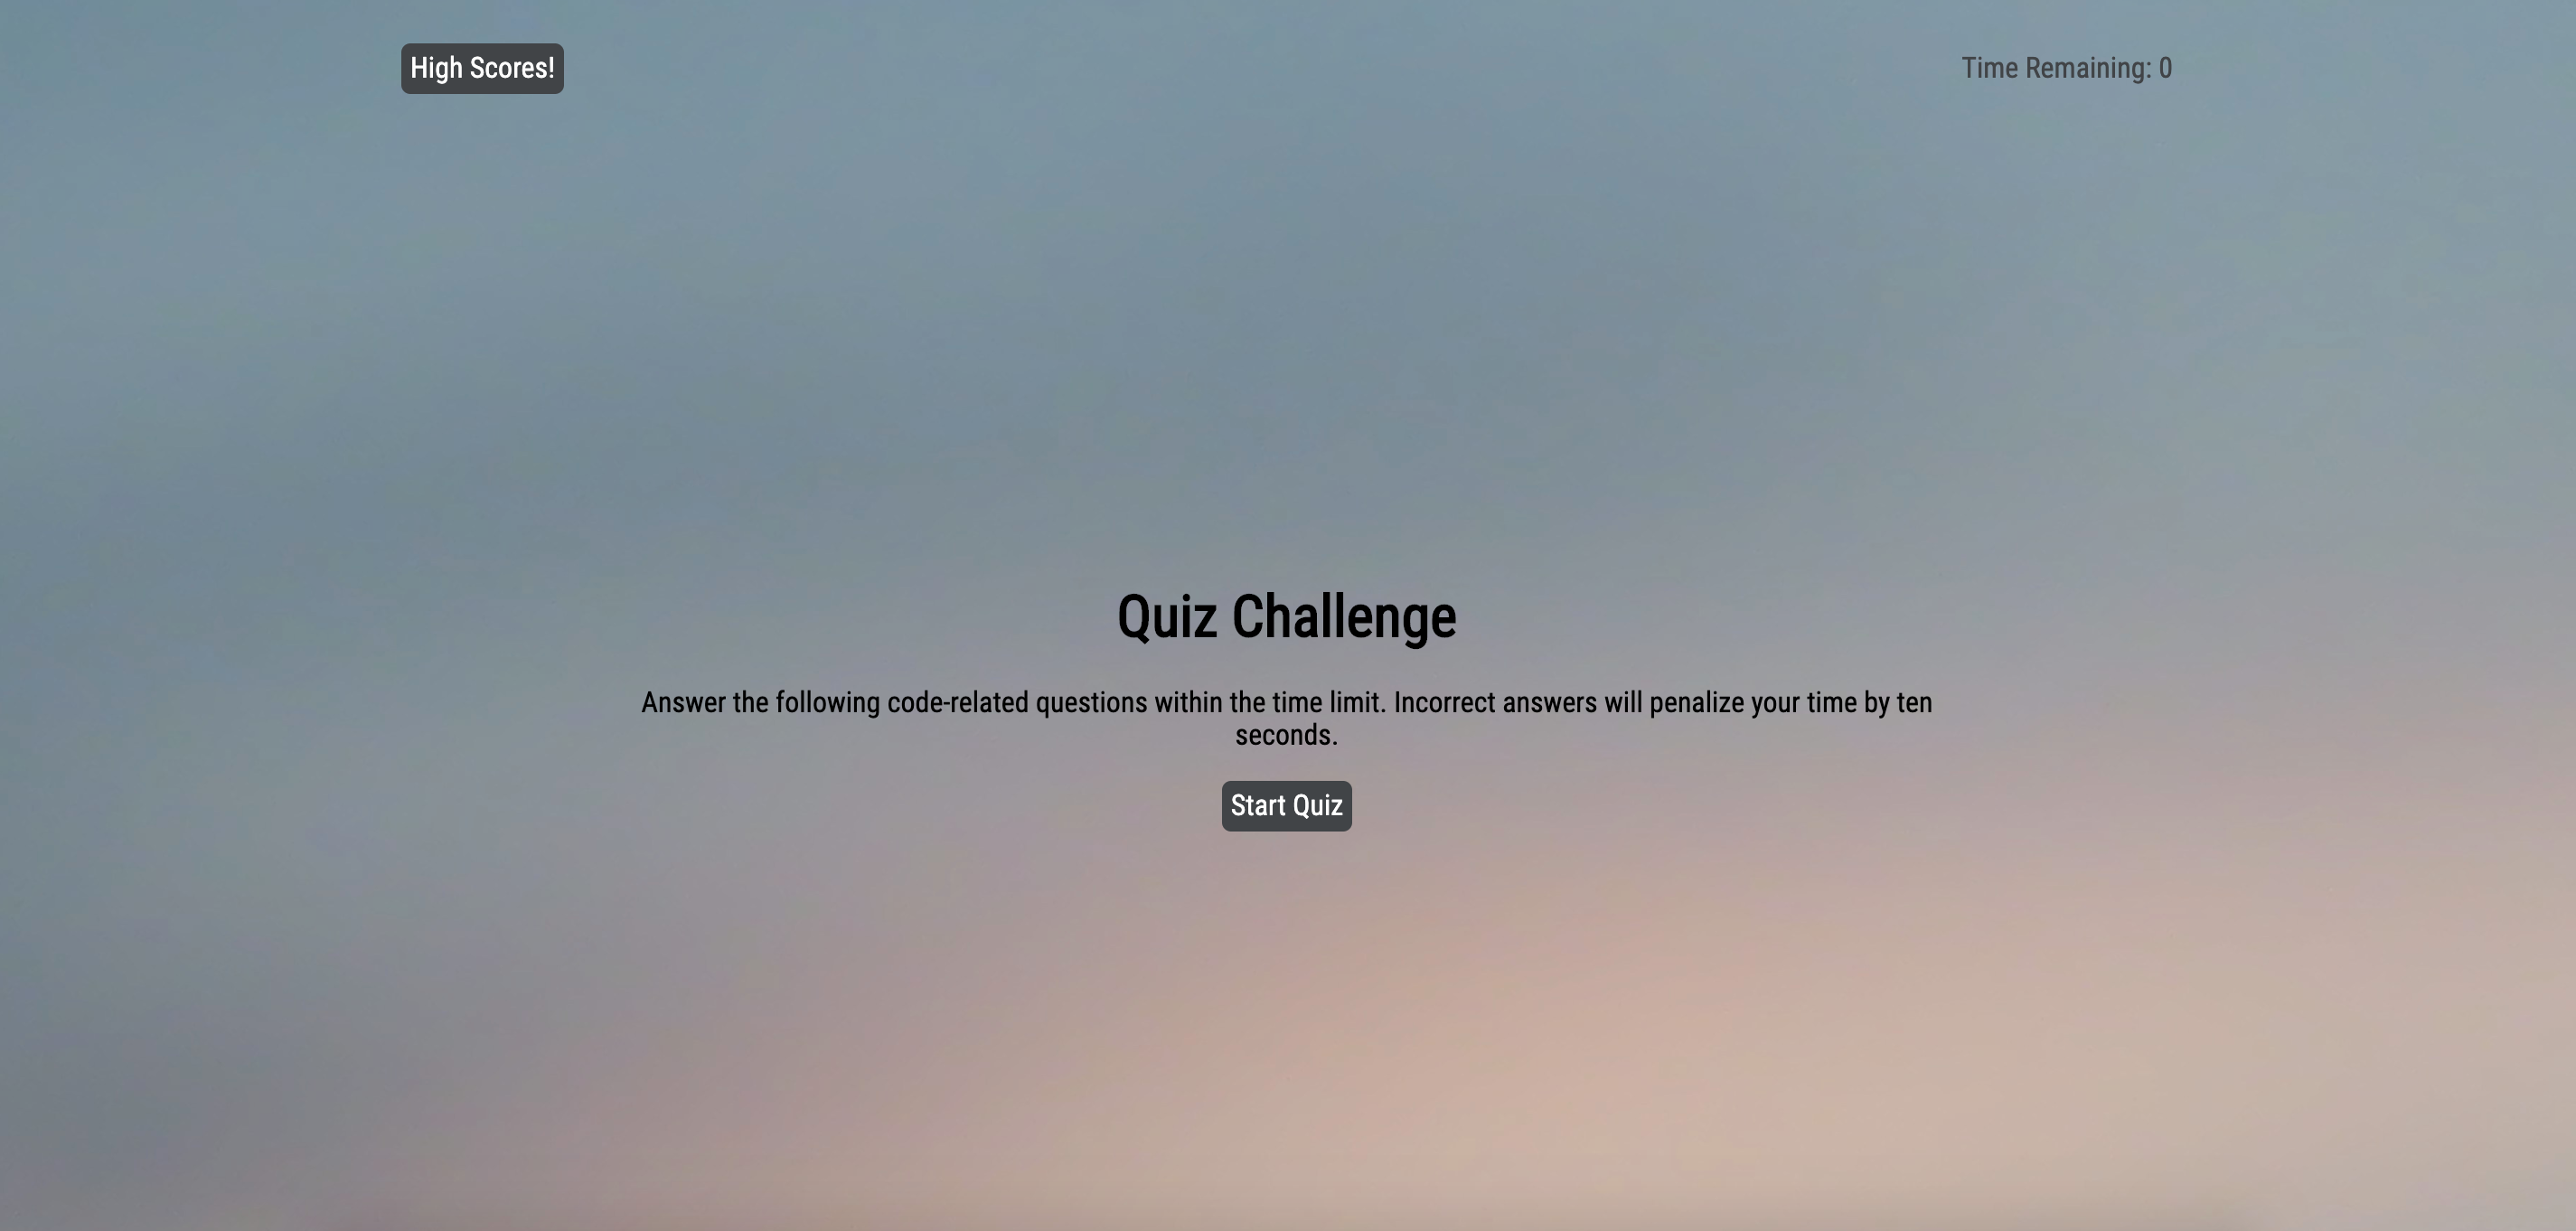 High Scores!
Time Remaining: 0
Quiz Challenge
Answer the following code-related questions within the time limit. Incorrect answers will penalize your time by ten
seconds.
Start Quiz